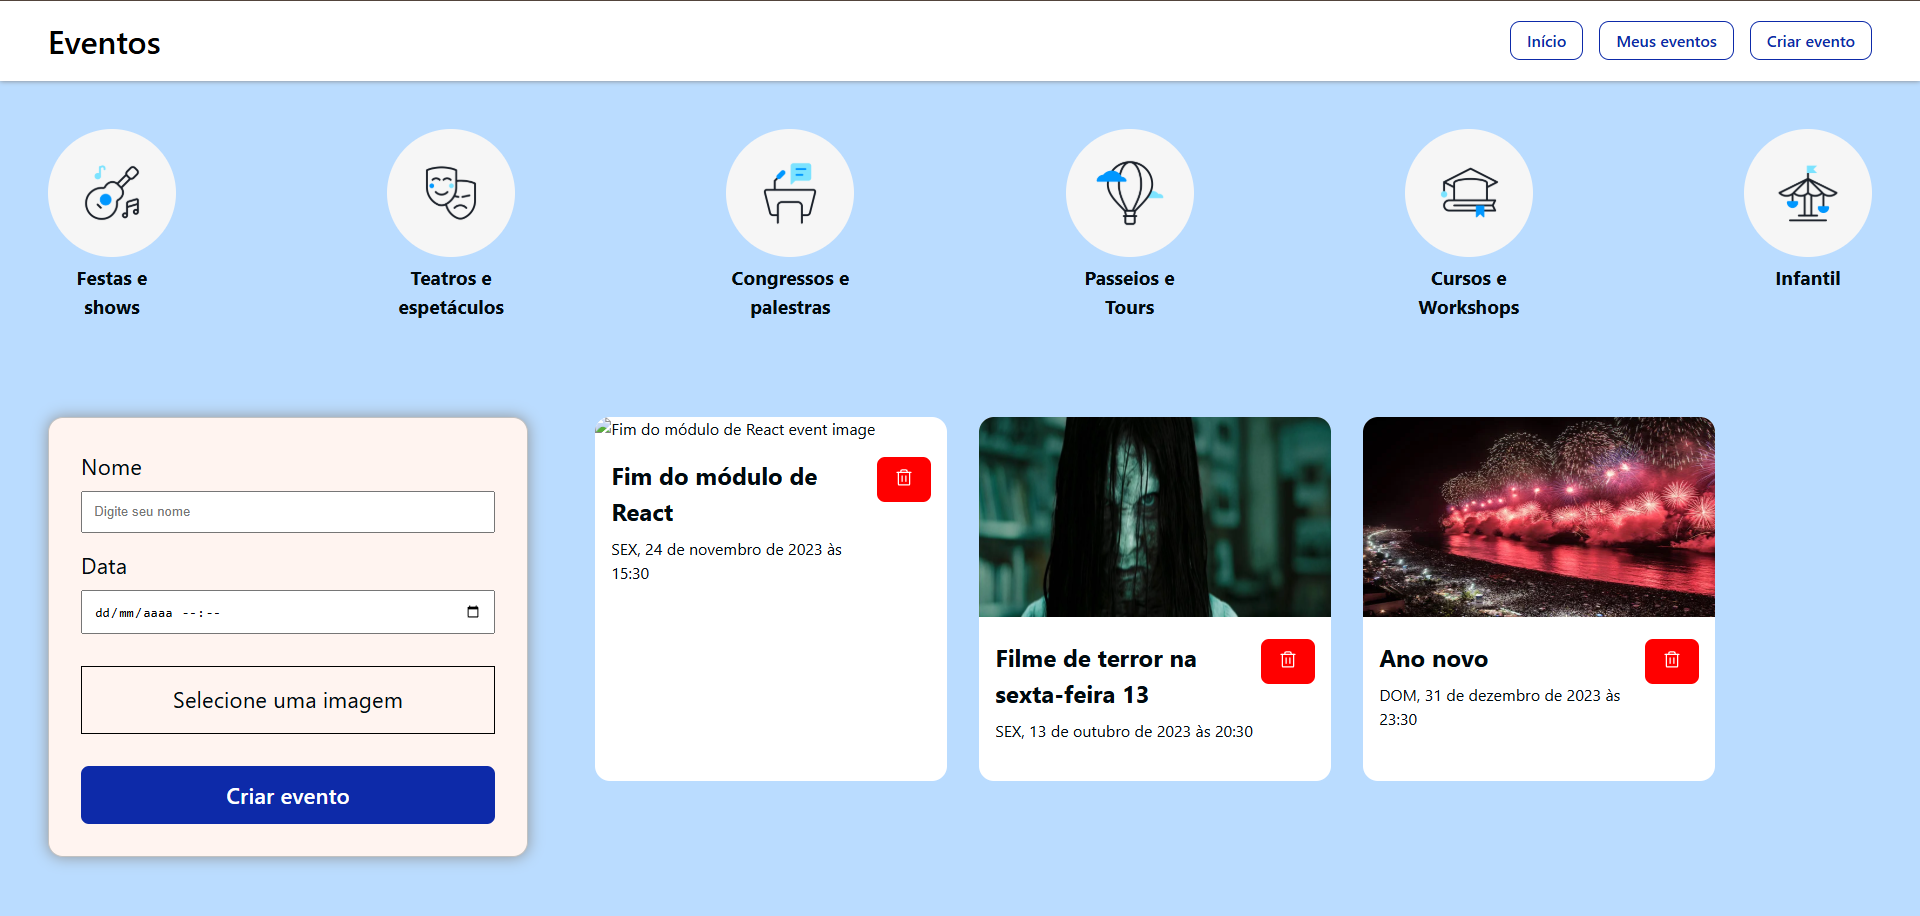 Eventos
Início
Meus eventos
Criar evento
Festas e
shows
Teatros e
espetáculos
Congressos e
palestras
Passeios e
Tours
Cursos e
Workshops
Infantil
Nome
Digite seu nome
Data
dd/mm/aaaa --:--
Selecione uma imagem
Criar evento
Fim do módulo de React event image
Fim do módulo de
React
SEX, 24 de novembro de 2023 às
15:30
Filme de terror na
sexta-feira 13
SEX, 13 de outubro de 2023 às 20:30
Ano novo
DOM, 31 de dezembro de 2023 às
23:30